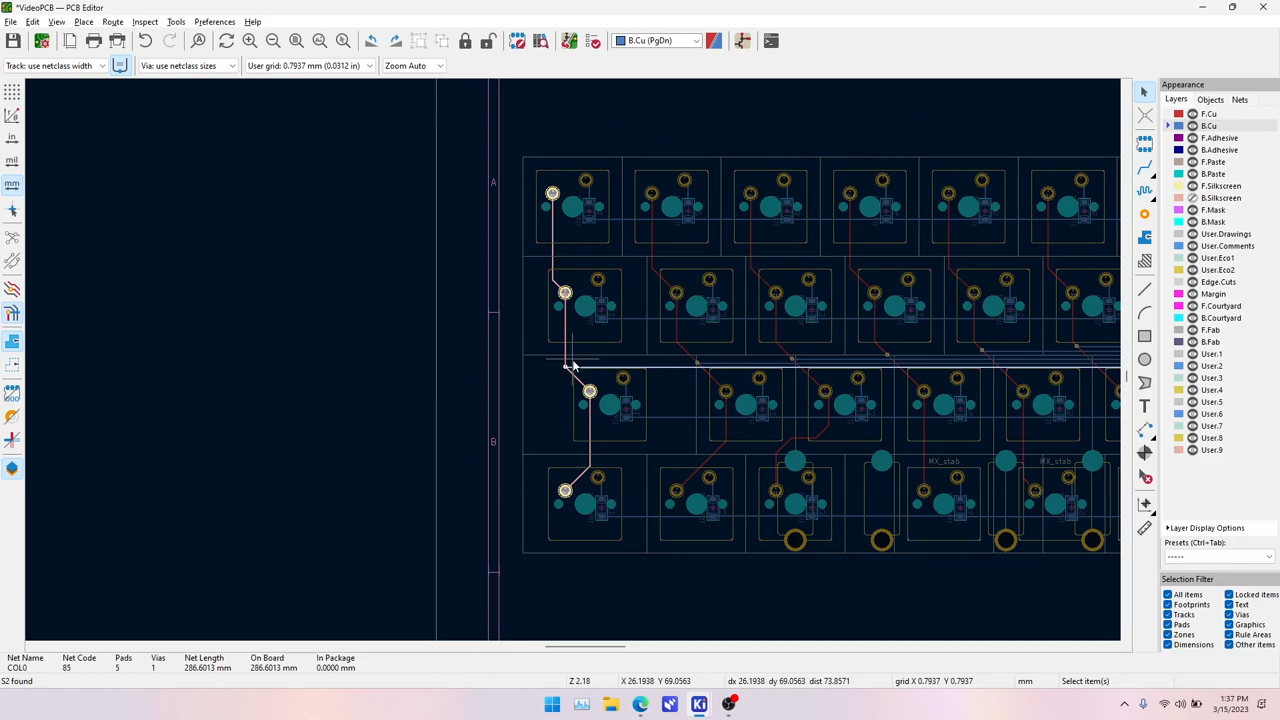 *VideoPCB — PCB Editor
File Edit View Place Route Inspect Tools Preferences Help
B.Cu (PgDn)
Track: use netclass width
Via: use netclass sizes
User grid: 0.7937 mm (0.0312 in)
Zoom Auto
in
mil
mm
A
B
MX_stab
MX_stab
Appearance
Layers Objects Nets
F.Cu
B.Cu
F.Adhesive
B.Adhesive
F.Paste
B.Paste
F.Silkscreen
B.Silkscreen
F.Mask
B.Mask
User.Drawings
User.Comments
User.Eco1
User.Eco2
Edge.Cuts
Margin
F.Courtyard
B.Courtyard
F.Fab
B.Fab
User.1
User.2
User.3
User.4
User.5
User.6
User.7
User.8
User.9
Layer Display Options
Presets (Ctrl+Tab):
-----
Selection Filter
All items Locked items
Footprints Text
Tracks Vias
Pads Graphics
Zones Rule Areas
Dimensions Other items
Net Name Net Code Pads Vias Net Length On Board In Package
COL0 85 5 1 286.6013 mm 286.6013 mm 0.0000 mm
S2 found Z 2.18 X 26.1938 Y 69.0563 dx 26.1938 dy 69.0563 dist 73.8571 grid X 0.7937 Y 0.7937 mm Select item(s)
Ki
1:37 PM
3/15/2023